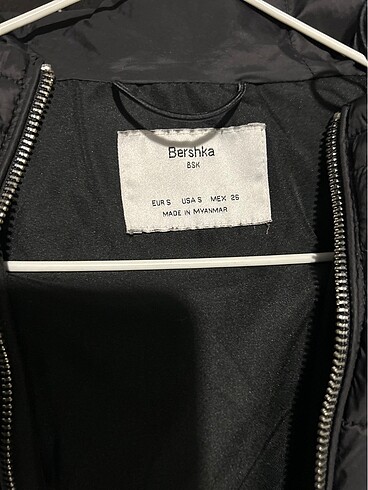 Bershka
BSK
EUR S USA S MEX 26
MADE IN MYANMAR